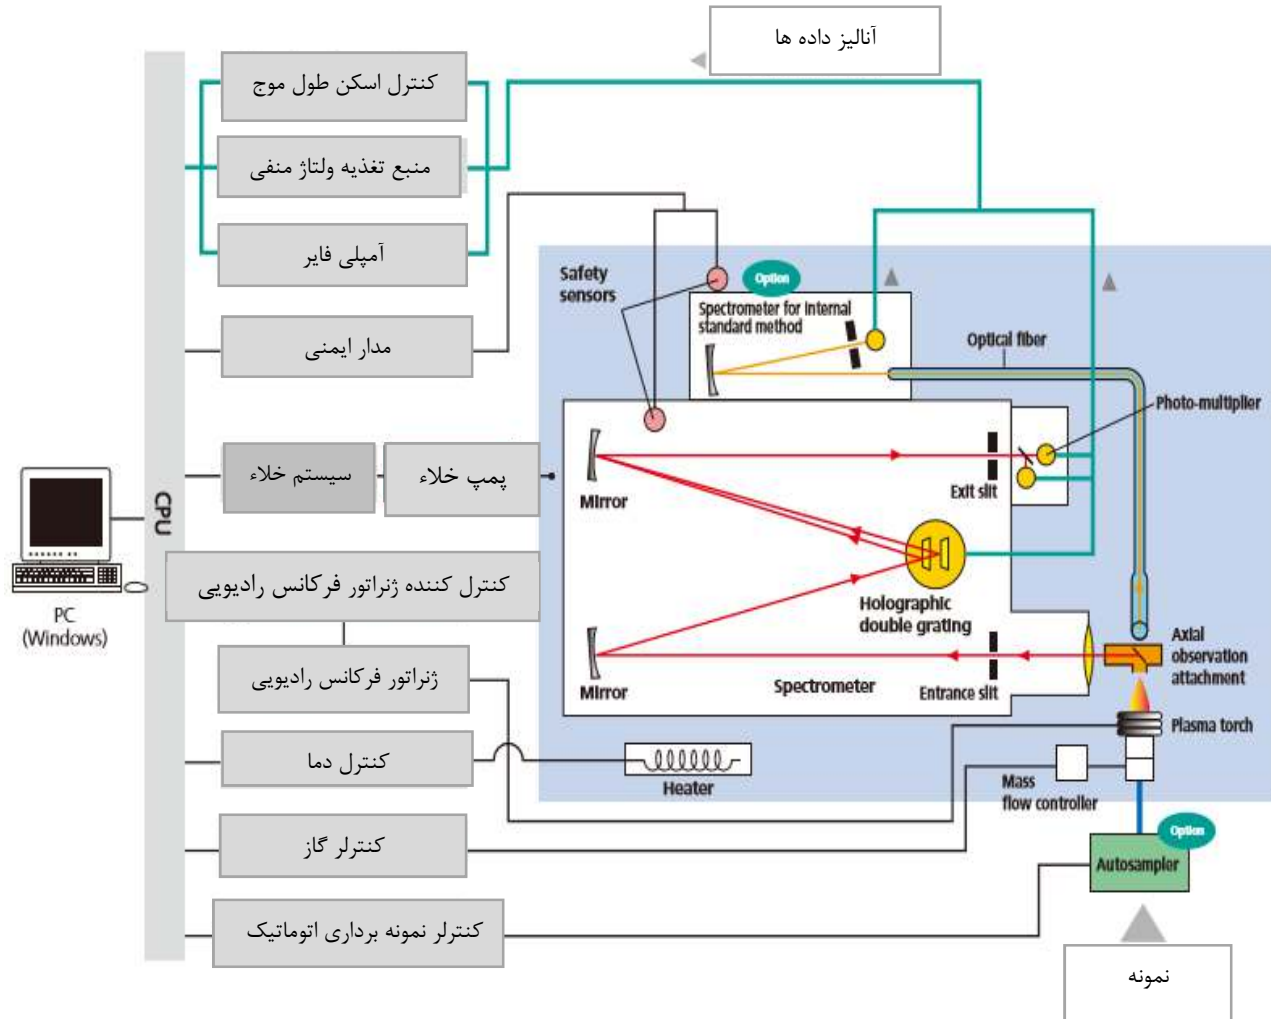 آنالیز داده ها
کنترل اسکن طول موج
منبع تغذیه ولتاژ منفی
آمپلی فایر
مدار ایمنی
سیستم خلاء
پمپ خلاء
CPU
PC
(Windows)
کنترل کننده ژنراتور فرکانس رادیویی
ژنراتور فرکانس رادیویی
کنترل دما
کنترلر گاز
کنترلر نمونه برداری اتوماتیک
Safety
sensors
Option
Spectrometer for internal
standard method
Optical fiber
Photo-multiplier
Mirror
Exit slit
Holographic
double grating
Mirror
Spectrometer
Entrance slit
Axial
observation
attachment
Plasma torch
Heater
Mass
flow controller
Option
Autosampler
نمونه